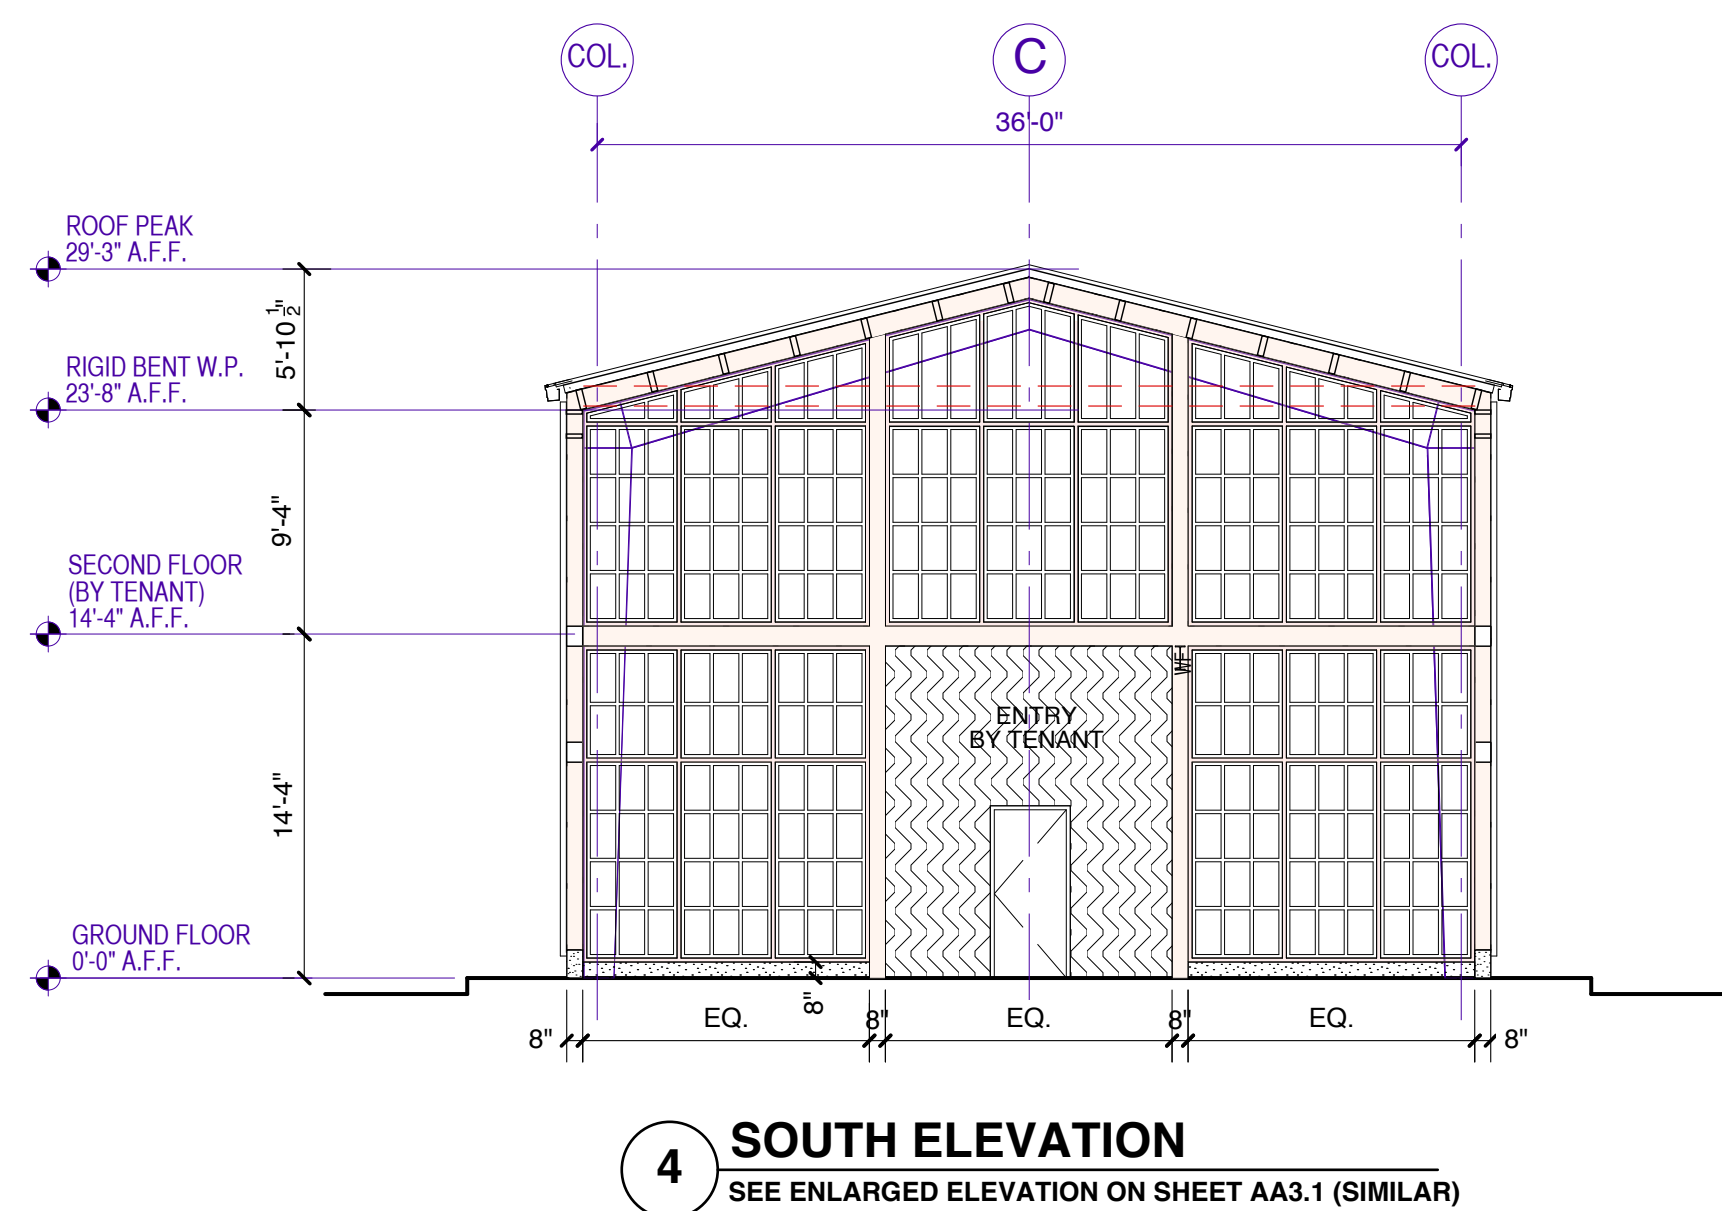 COL.
C
COL.
36'-0"
ROOF PEAK
29'-3" A.F.F.
5'-10 1/2"
RIGID BENT W.P.
23'-8" A.F.F.
9'-4"
SECOND FLOOR
(BY TENANT)
14'-4" A.F.F.
WF
ENTRY
BY TENANT
14'-4"
GROUND FLOOR
0'-0" A.F.F.
8"
8"
EQ.
8"
EQ.
8"
EQ.
8"
4
SOUTH ELEVATION
SEE ENLARGED ELEVATION ON SHEET AA3.1 (SIMILAR)